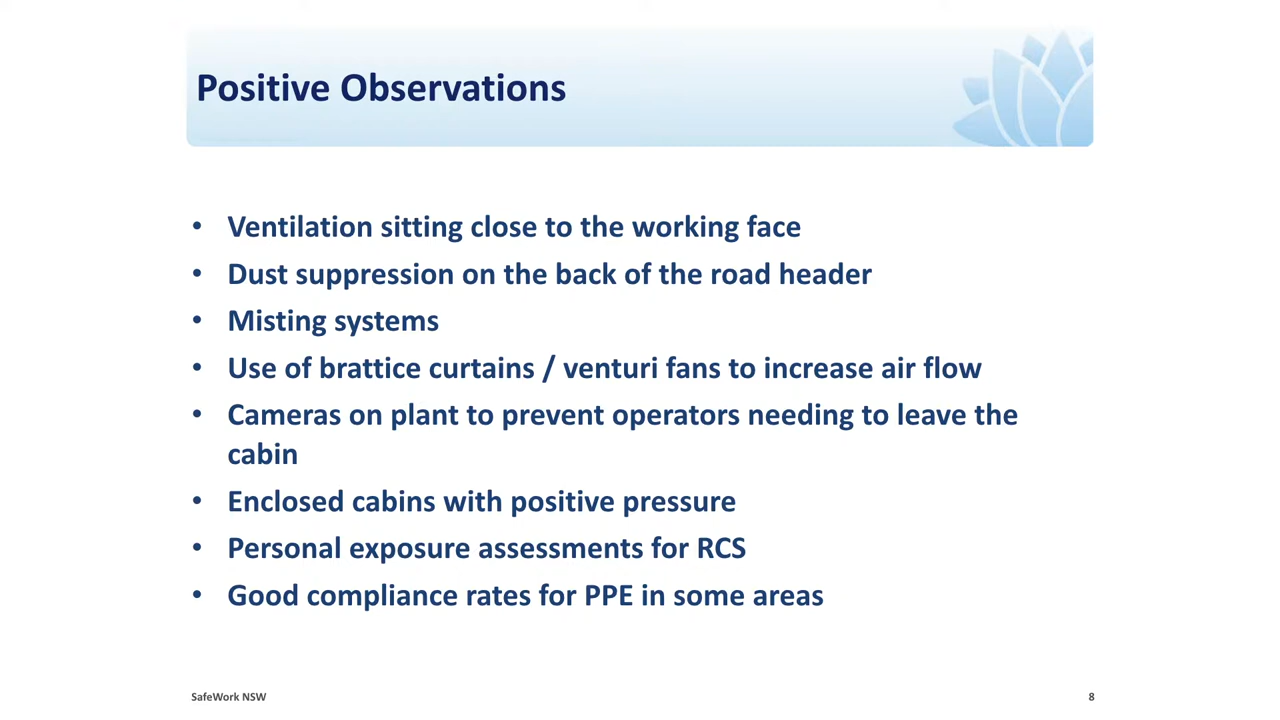 Positive Observations
• Ventilation sitting close to the working face
• Dust suppression on the back of the road header
• Misting systems
• Use of brattice curtains / venturi fans to increase air flow
• Cameras on plant to prevent operators needing to leave the
cabin
• Enclosed cabins with positive pressure
• Personal exposure assessments for RCS
• Good compliance rates for PPE in some areas
SafeWork NSW
8